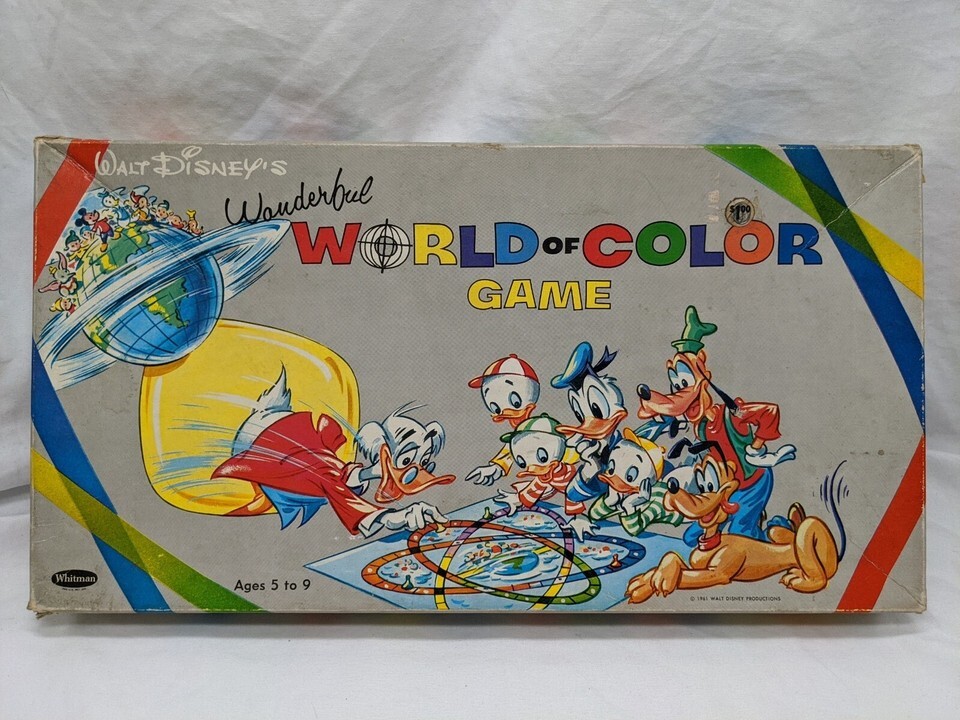 WALT DISNEY'S
Wonderful
WORLD OF COLOR
GAME
$1.00
Ages 5 to 9
Whitman
© 1961 WALT DISNEY PRODUCTIONS